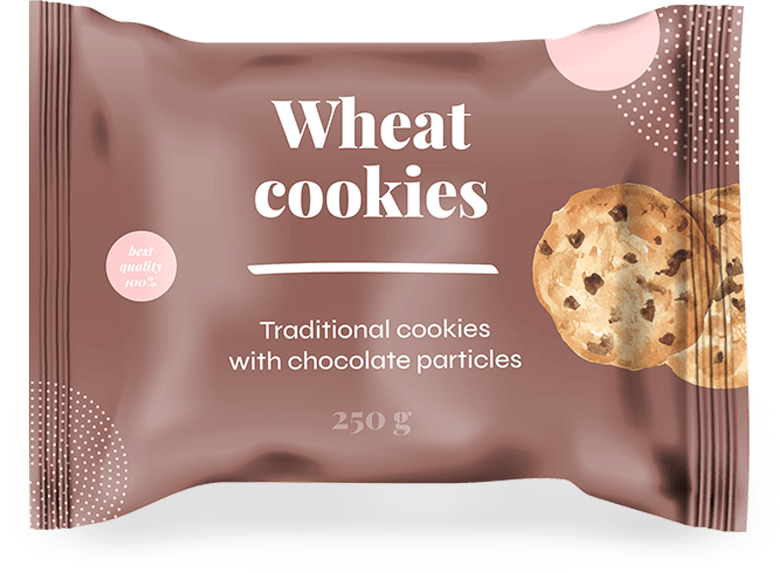 Wheat
cookies
best
quality
100%
Traditional cookies
with chocolate particles
250 g